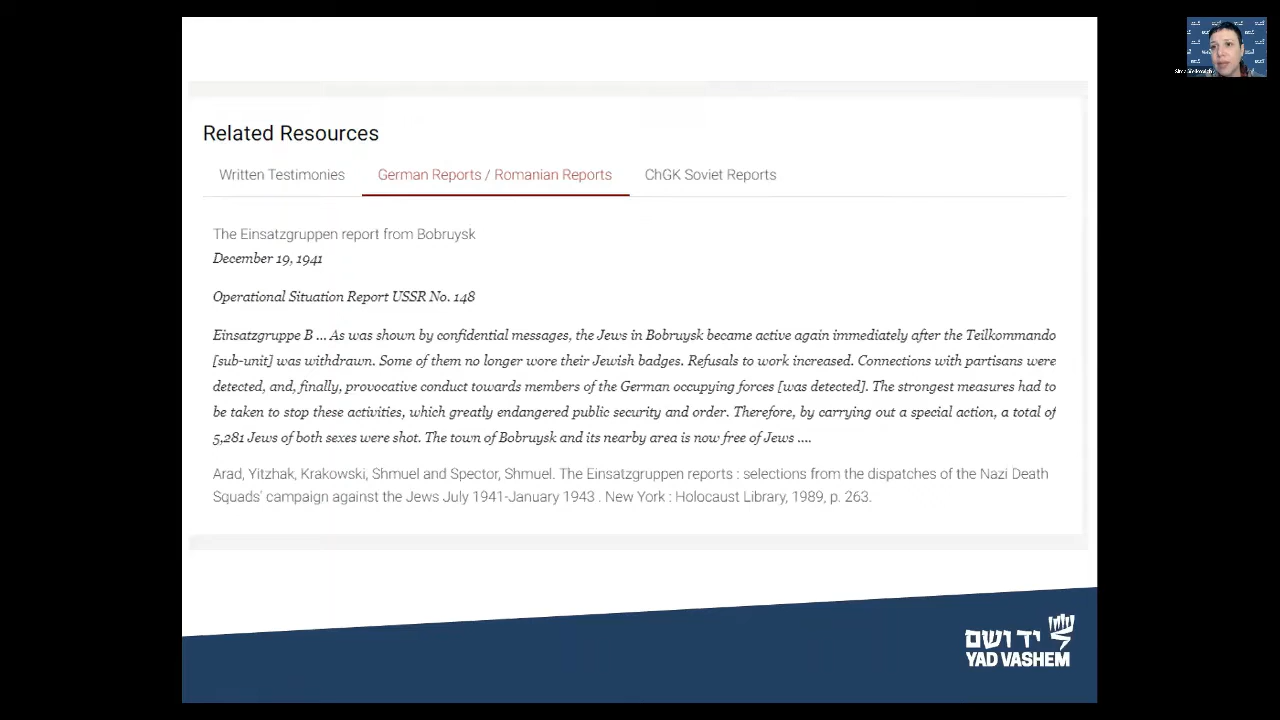 Related Resources
Written Testimonies
German Reports / Romanian Reports
ChGK Soviet Reports
The Einsatzgruppen report from Bobruysk
December 19, 1941
Operational Situation Report USSR No. 148
Einsatzgruppe B ... As was shown by confidential messages, the Jews in Bobruysk became active again immediately after the Teilkommando
[sub-unit] was withdrawn. Some of them no longer wore their Jewish badges. Refusals to work increased. Connections with partisans were
detected, and, finally, provocative conduct towards members of the German occupying forces [was detected]. The strongest measures had to
be taken to stop these activities, which greatly endangered public security and order. Therefore, by carrying out a special action, a total of
5,281 Jews of both sexes were shot. The town of Bobruysk and its nearby area is now free of Jews ....
Arad, Yitzhak, Krakowski, Shmuel and Spector, Shmuel. The Einsatzgruppen reports : selections from the dispatches of the Nazi Death
Squads' campaign against the Jews July 1941-January 1943 . New York : Holocaust Library, 1989, p. 263.
יד ושם
YAD VASHEM